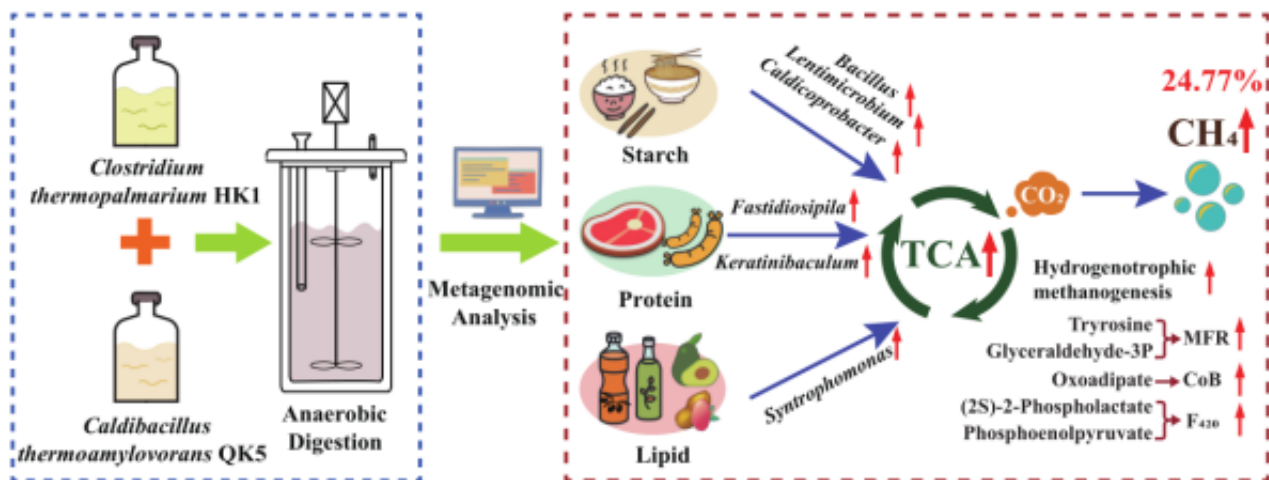 Clostridium
thermopalmarium HK1
Caldibacillus
thermoamylovorans QK5
Anaerobic
Digestion
Metagenomic
Analysis
Starch
Protein
Lipid
Bacillus
Lentimicrobium
Caldicoprobacter
Fastidiosipila
Keratinibaculum
Syntrophomonas
TCA
CO₂
24.77%
CH₄
Hydrogenotrophic
methanogenesis
Tryrosine
Glyceraldehyde-3P
MFR
Oxoadipate
CoB
(2S)-2-Phospholactate
Phosphoenolpyruvate
F₄₂₀